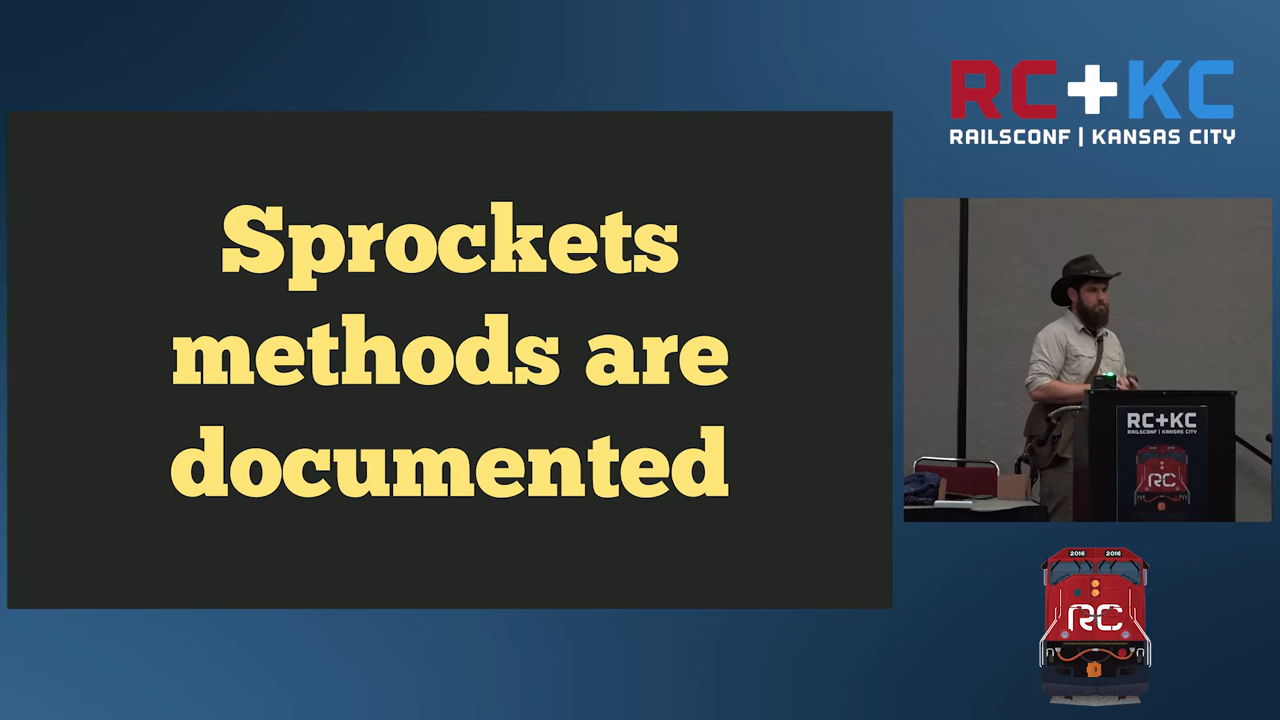 Sprockets
methods are
documented
RC+KC
RAILSCONF | KANSAS CITY
RC+KC
RAILSCONF | KANSAS CITY
RC
2016 2016
RC